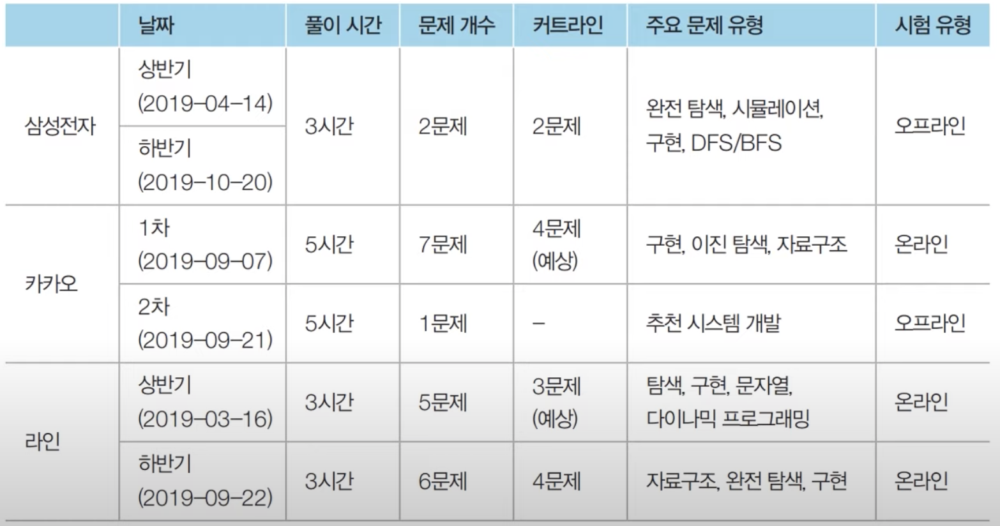 날짜 풀이 시간 문제 개수 커트라인 주요 문제 유형 시험 유형
삼성전자
상반기
(2019–04–14)
하반기
(2019–10–20)
3시간
2문제
2문제
완전 탐색, 시뮬레이션,
구현, DFS/BFS
오프라인
카카오
1차
(2019–09–07)
5시간
7문제
4문제
(예상)
구현, 이진 탐색, 자료구조
온라인
2차
(2019–09–21)
5시간
1문제
–
추천 시스템 개발
오프라인
라인
상반기
(2019–03–16)
3시간
5문제
3문제
(예상)
탐색, 구현, 문자열,
다이나믹 프로그래밍
온라인
하반기
(2019–09–22)
3시간
6문제
4문제
자료구조, 완전 탐색, 구현
온라인